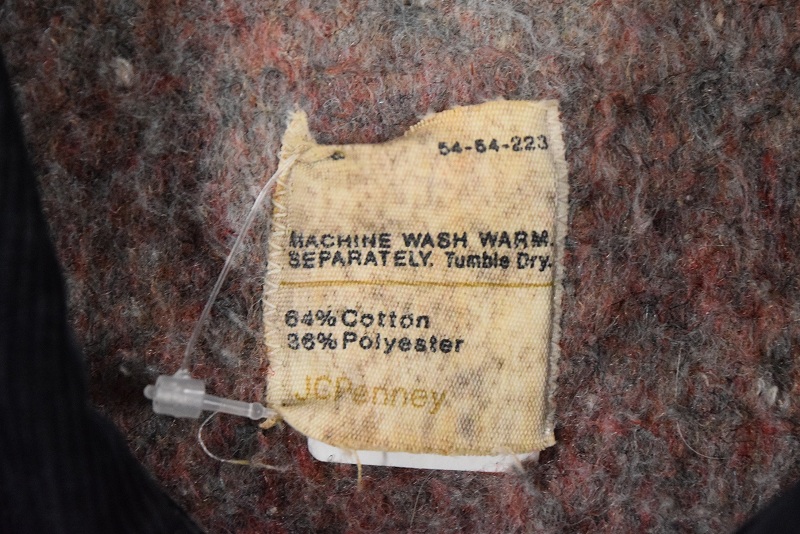 54-54-223
MACHINE WASH WARM.
SEPARATELY. Tumble Dry.
64% Cotton
36% Polyester
JCPenney